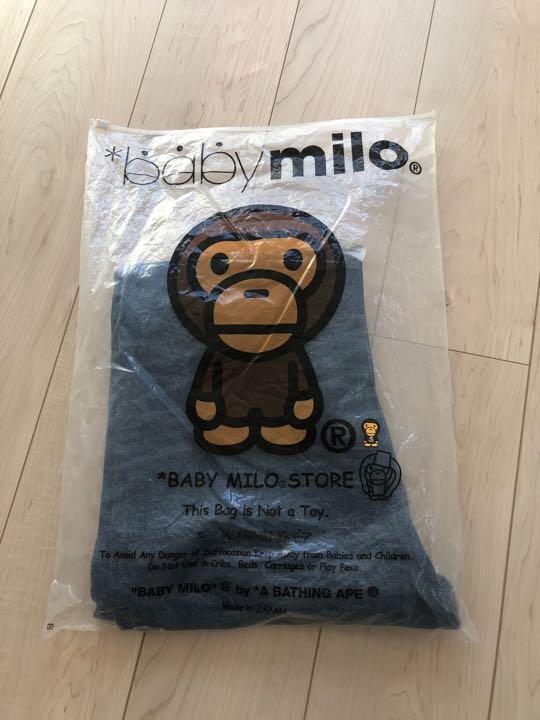 *baby milo®
®
*BABY MILO® STORE
This Bag is Not a Toy.
WARNING
To Avoid Any Danger of Suffocation Keep Away from Babies and Children.
Do Not Use in Cribs, Beds, Carriages or Play Pens.
"BABY MILO"® by *A BATHING APE®
Made in JAPAN